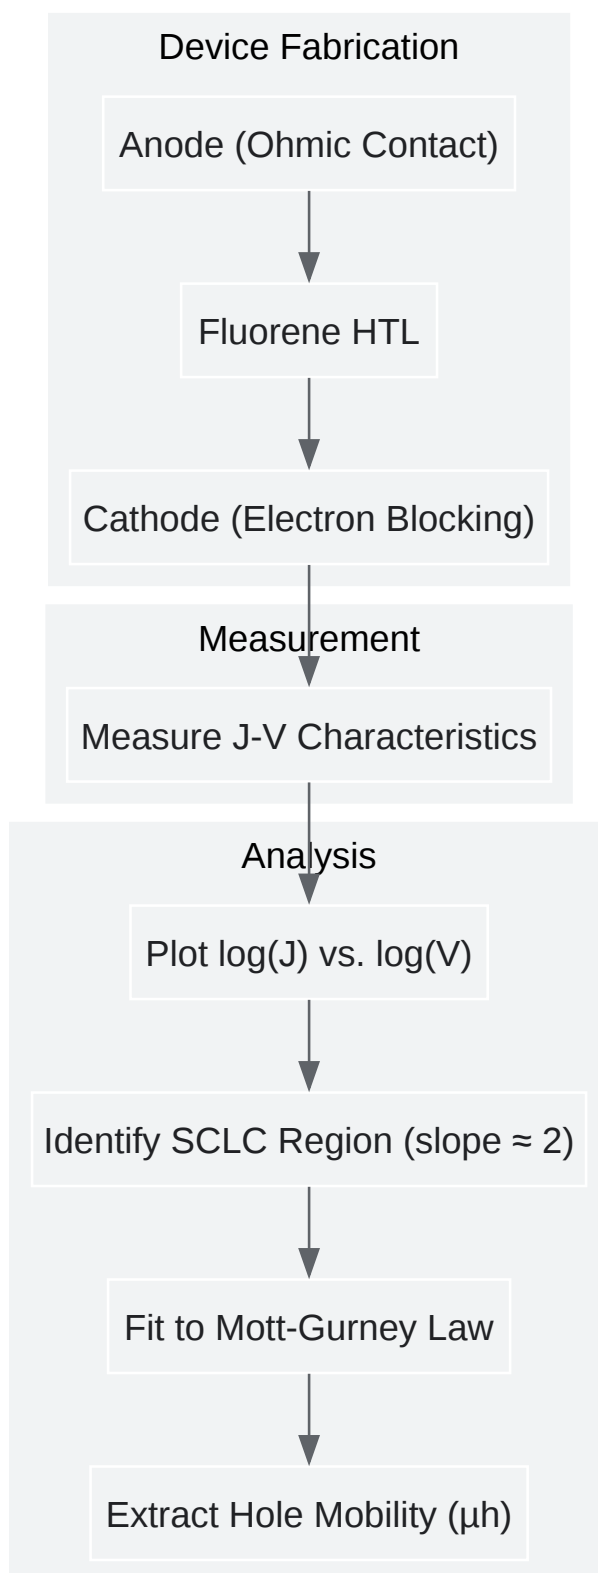 Device Fabrication
Anode (Ohmic Contact)
Fluorene HTL
Cathode (Electron Blocking)
Measurement
Measure J-V Characteristics
Analysis
Plot log(J) vs. log(V)
Identify SCLC Region (slope ≈ 2)
Fit to Mott-Gurney Law
Extract Hole Mobility (μh)